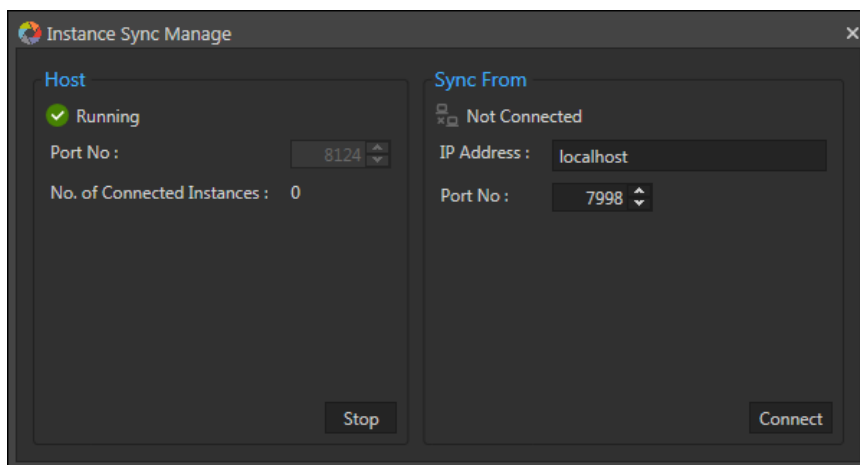 Instance Sync Manage
Host
Running
Port No :
8124
No. of Connected Instances : 0
Stop
Sync From
Not Connected
IP Address : localhost
Port No : 7998
Connect